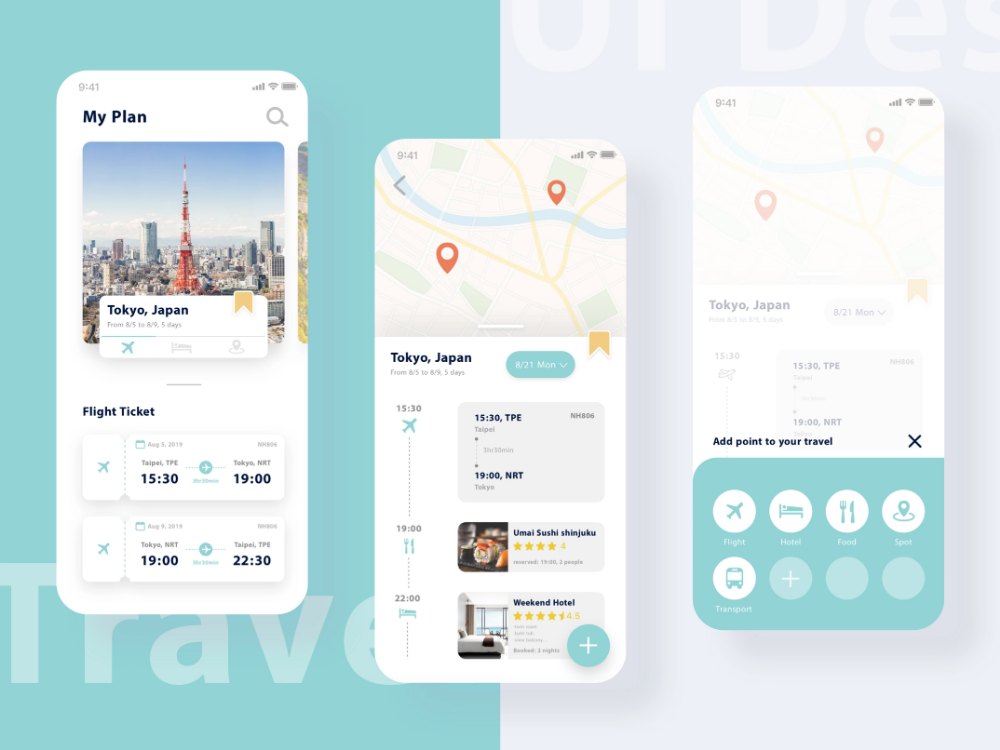 UI Des
Trave
9:41
My Plan
Tokyo, Japan
From 8/5 to 8/9, 5 days
Flight Ticket
Aug 5, 2019
NH806
Taipei, TPE
Tokyo, NRT
15:30
3hr30min
19:00
Aug 9, 2019
NH806
Tokyo, NRT
Taipei, TPE
19:00
3hr30min
22:30
9:41
Tokyo, Japan
From 8/5 to 8/9, 5 days
8/21 Mon
15:30
15:30, TPE
NH806
Taipei
3hr30min
19:00, NRT
Tokyo
19:00
Umai Sushi shinjuku
4
reserved: 19:00, 2 people
22:00
Weekend Hotel
4.5
Booked: 2 nights
9:41
Tokyo, Japan
From 8/5 to 8/9, 5 days
8/21 Mon
15:30
15:30, TPE
NH806
Taipei
19:00, NRT
Add point to your travel
Flight
Hotel
Food
Spot
Transport